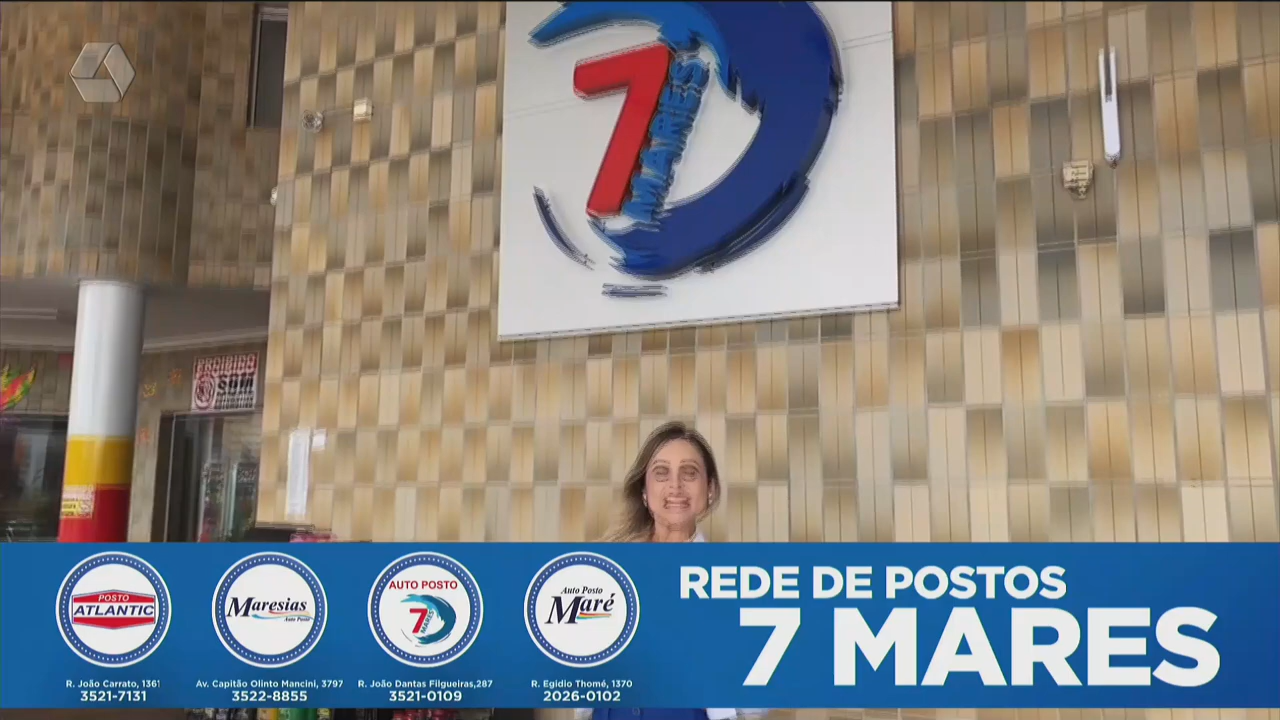 7
MARES
PROIBIDO
SOM
POSTO
ATLANTIC
R. João Carrato, 1361
3521-7131
Maresias
Auto Posto
Av. Capitão Olinto Mancini, 3797
3522-8855
AUTO POSTO
7
MARES
R. João Dantas Filgueiras,287
3521-0109
Auto Posto
Maré
R. Egidio Thomé, 1370
2026-0102
REDE DE POSTOS
7 MARES